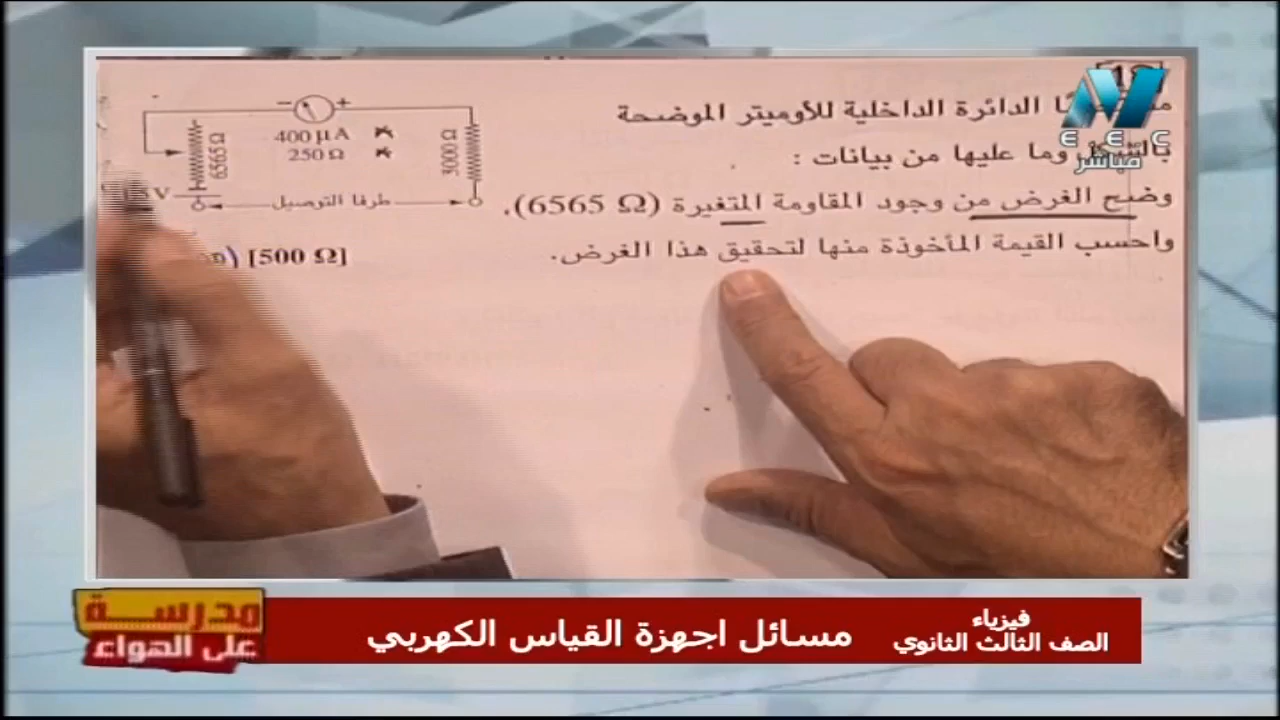 الدائرة الداخلية للأوميتر الموضحة
وما عليها من بيانات :
وضح الغرض من وجود المقاومة المتغيرة (6565 Ω).
واحسب القيمة المأخوذة منها لتحقيق هذا الغرض.
− +
400 μA
250 Ω
6565 Ω
3000 Ω
V
طرفا التوصيل
[500 Ω]
E E C
مباشر
مدرسة
على الهواء
مسائل اجهزة القياس الكهربي
فيزياء
الصف الثالث الثانوي